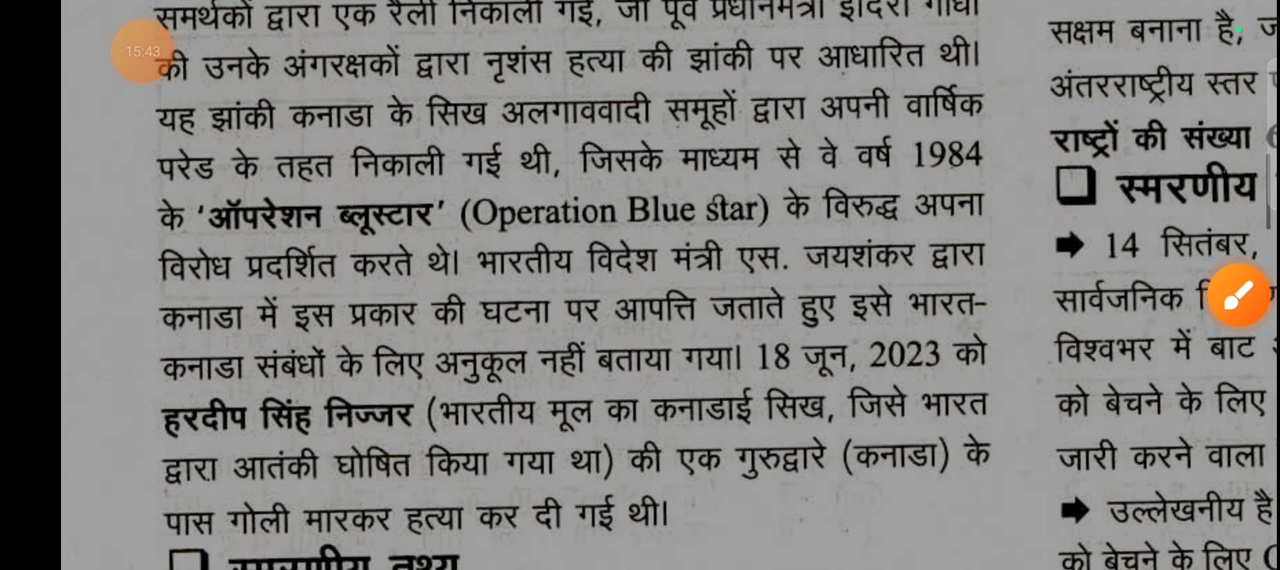 15:43
समर्थकों द्वारा एक रैली निकाली गई, जो पूर्व प्रधानमंत्री इंदिरा गांधी
की उनके अंगरक्षकों द्वारा नृशंस हत्या की झांकी पर आधारित थी।
यह झांकी कनाडा के सिख अलगाववादी समूहों द्वारा अपनी वार्षिक
परेड के तहत निकाली गई थी, जिसके माध्यम से वे वर्ष 1984
के ‘ऑपरेशन ब्लूस्टार’ (Operation Blue star) के विरुद्ध अपना
विरोध प्रदर्शित करते थे। भारतीय विदेश मंत्री एस. जयशंकर द्वारा
कनाडा में इस प्रकार की घटना पर आपत्ति जताते हुए इसे भारत-
कनाडा संबंधों के लिए अनुकूल नहीं बताया गया। 18 जून, 2023 को
हरदीप सिंह निज्जर (भारतीय मूल का कनाडाई सिख, जिसे भारत
द्वारा आतंकी घोषित किया गया था) की एक गुरुद्वारे (कनाडा) के
पास गोली मारकर हत्या कर दी गई थी।
स्मरणीय तथ्य
सक्षम बनाना है,
अंतरराष्ट्रीय स्तर
राष्ट्रों की संख्या
स्मरणीय
➡ 14 सितंबर,
सार्वजनिक
विश्वभर में बाट
को बेचने के लिए
जारी करने वाला
➡ उल्लेखनीय है
को बेचने के लिए